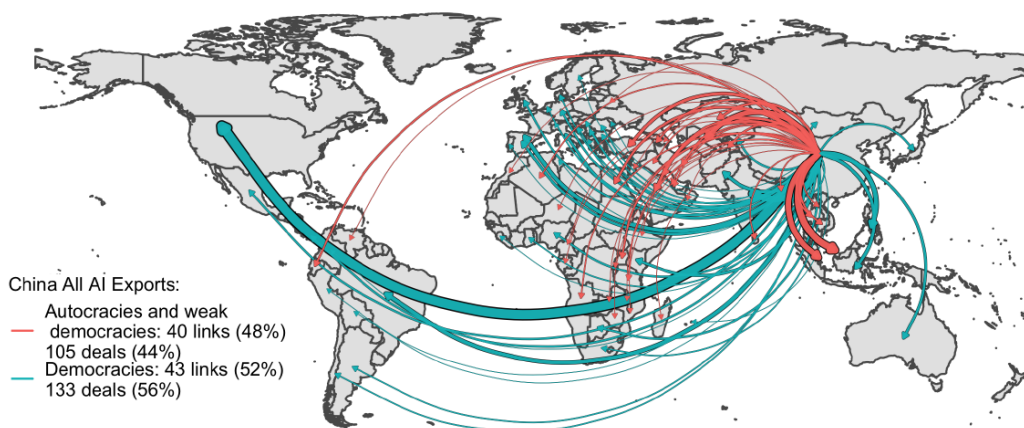 China All AI Exports:
Autocracies and weak
democracies: 40 links (48%)
105 deals (44%)
Democracies: 43 links (52%)
133 deals (56%)